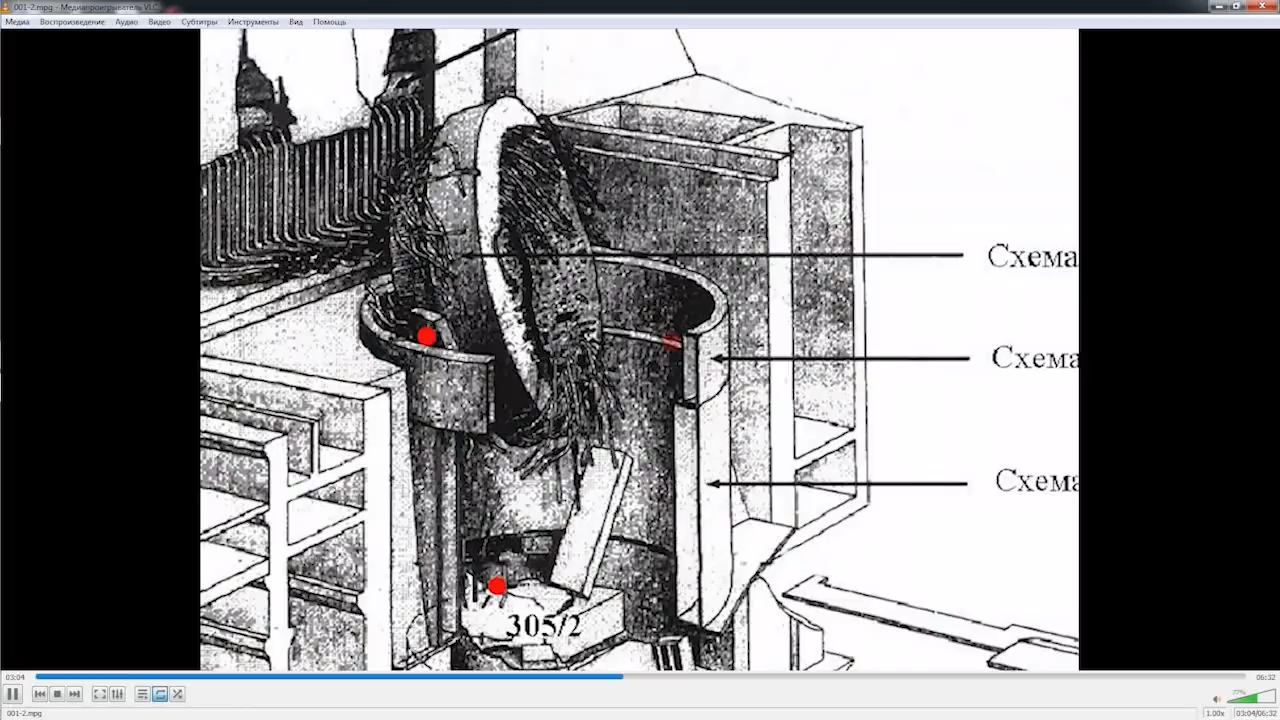 001-2.mpg - Медиапроигрыватель VLC
Медиа Воспроизведение Аудио Видео Субтитры Инструменты Вид Помощь
Схема
Схема
Схема
305/2
03:04 06:32
77%
001-2.mpg 1.00x 03:04/06:32